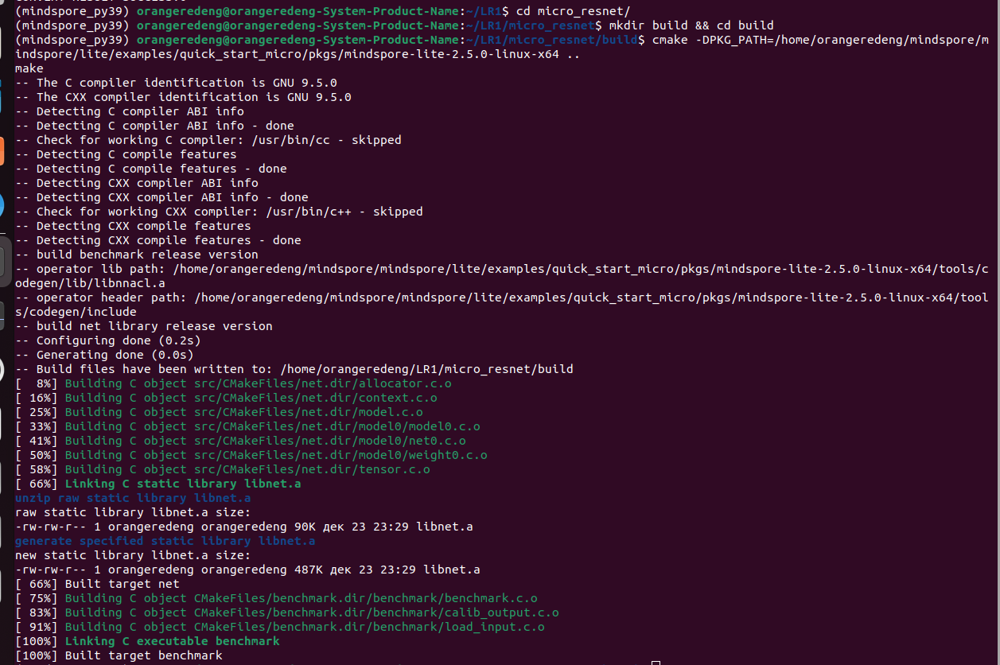 (mindspore_py39) orangeredeng@orangeredeng-System-Product-Name:~/LR1$ cd micro_resnet/
(mindspore_py39) orangeredeng@orangeredeng-System-Product-Name:~/LR1/micro_resnet$ mkdir build && cd build
(mindspore_py39) orangeredeng@orangeredeng-System-Product-Name:~/LR1/micro_resnet/build$ cmake -DPKG_PATH=/home/orangeredeng/mindspore/m
indspore/lite/examples/quick_start_micro/pkgs/mindspore-lite-2.5.0-linux-x64 ..
make
-- The C compiler identification is GNU 9.5.0
-- The CXX compiler identification is GNU 9.5.0
-- Detecting C compiler ABI info
-- Detecting C compiler ABI info - done
-- Check for working C compiler: /usr/bin/cc - skipped
-- Detecting C compile features
-- Detecting C compile features - done
-- Detecting CXX compiler ABI info
-- Detecting CXX compiler ABI info - done
-- Check for working CXX compiler: /usr/bin/c++ - skipped
-- Detecting CXX compile features
-- Detecting CXX compile features - done
-- build benchmark release version
-- operator lib path: /home/orangeredeng/mindspore/mindspore/lite/examples/quick_start_micro/pkgs/mindspore-lite-2.5.0-linux-x64/tools/c
odegen/lib/libnnacl.a
-- operator header path: /home/orangeredeng/mindspore/mindspore/lite/examples/quick_start_micro/pkgs/mindspore-lite-2.5.0-linux-x64/tool
s/codegen/include
-- build net library release version
-- Configuring done (0.2s)
-- Generating done (0.0s)
-- Build files have been written to: /home/orangeredeng/LR1/micro_resnet/build
[  8%] Building C object src/CMakeFiles/net.dir/allocator.c.o
[ 16%] Building C object src/CMakeFiles/net.dir/context.c.o
[ 25%] Building C object src/CMakeFiles/net.dir/model.c.o
[ 33%] Building C object src/CMakeFiles/net.dir/model0/model0.c.o
[ 41%] Building C object src/CMakeFiles/net.dir/model0/net0.c.o
[ 50%] Building C object src/CMakeFiles/net.dir/model0/weight0.c.o
[ 58%] Building C object src/CMakeFiles/net.dir/tensor.c.o
[ 66%] Linking C static library libnet.a
unzip raw static library libnet.a
raw static library libnet.a size:
-rw-rw-r-- 1 orangeredeng orangeredeng 90K дек 23 23:29 libnet.a
generate specified static library libnet.a
new static library libnet.a size:
-rw-rw-r-- 1 orangeredeng orangeredeng 487K дек 23 23:29 libnet.a
[ 66%] Built target net
[ 75%] Building C object CMakeFiles/benchmark.dir/benchmark/benchmark.c.o
[ 83%] Building C object CMakeFiles/benchmark.dir/benchmark/calib_output.c.o
[ 91%] Building C object CMakeFiles/benchmark.dir/benchmark/load_input.c.o
[100%] Linking C executable benchmark
[100%] Built target benchmark